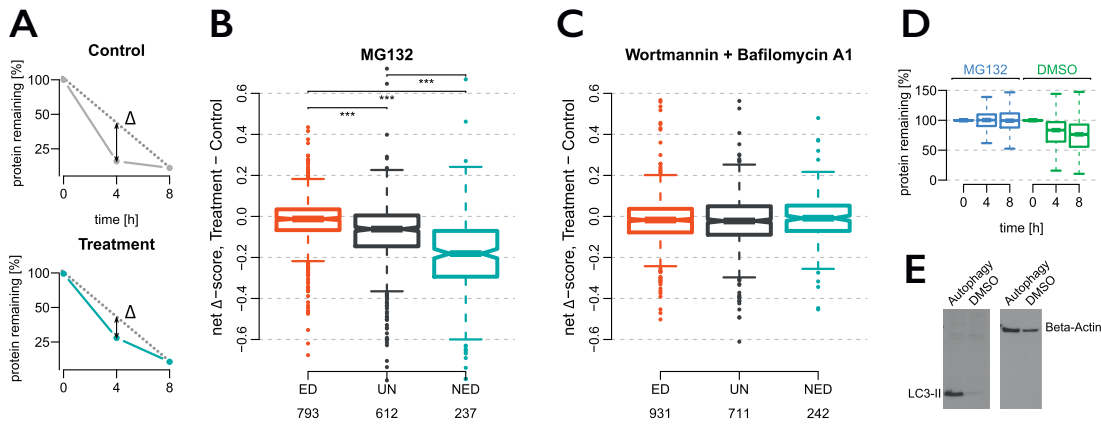 A
Control
protein remaining [%]
100
50
25
Δ
0 4 8
time [h]
Treatment
protein remaining [%]
100
50
25
Δ
0 4 8
B
MG132
net Δ−score, Treatment − Control
0.6
0.4
0.2
0.0
−0.2
−0.4
−0.6
***
***
***
ED UN NED
793 612 237
C
Wortmannin + Bafilomycin A1
net Δ−score, Treatment − Control
0.6
0.4
0.2
0.0
−0.2
−0.4
−0.6
ED UN NED
931 711 242
D
MG132 DMSO
protein remaining [%]
150
100
50
0
0 4 8 0 4 8
time [h]
E
Autophagy
DMSO
Autophagy
DMSO
Beta-Actin
LC3-II